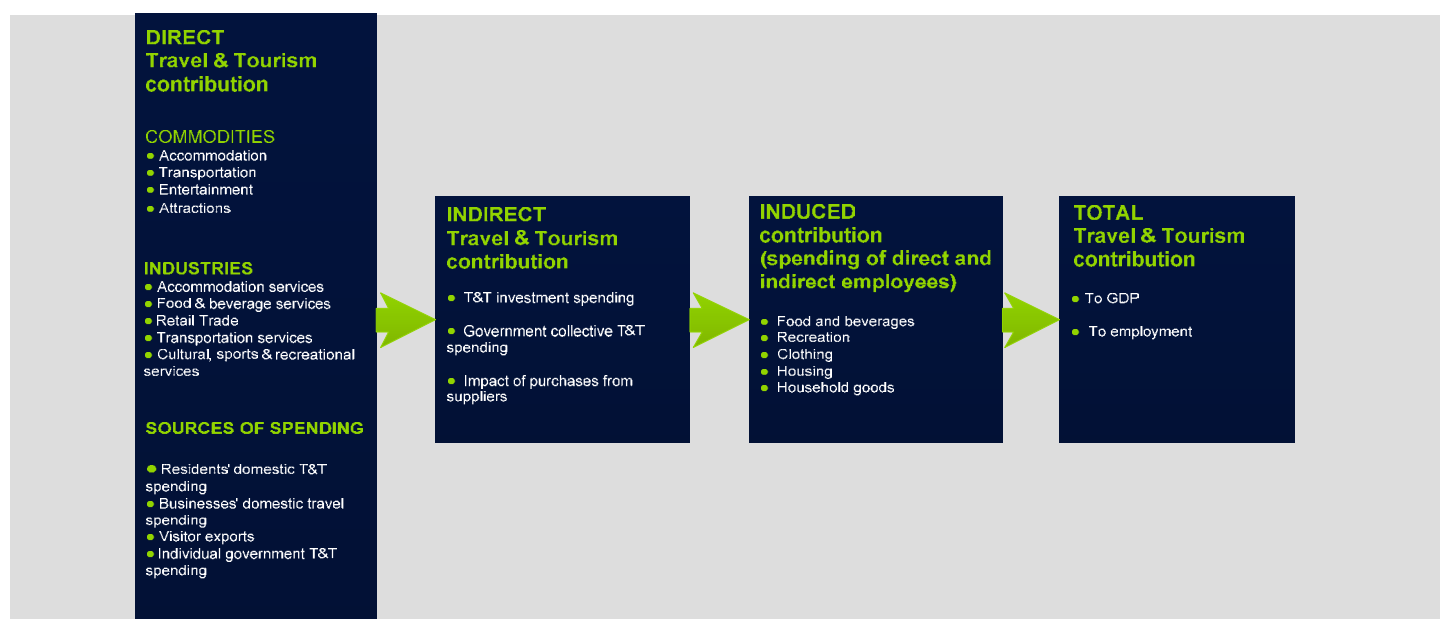 DIRECT
Travel & Tourism
contribution
COMMODITIES
• Accommodation
• Transportation
• Entertainment
• Attractions
INDUSTRIES
• Accommodation services
• Food & beverage services
• Retail Trade
• Transportation services
• Cultural, sports & recreational
services
SOURCES OF SPENDING
• Residents' domestic T&T
spending
• Businesses' domestic travel
spending
• Visitor exports
• Individual government T&T
spending
INDIRECT
Travel & Tourism
contribution
• T&T investment spending
• Government collective T&T
spending
• Impact of purchases from
suppliers
INDUCED
contribution
(spending of direct and
indirect employees)
• Food and beverages
• Recreation
• Clothing
• Housing
• Household goods
TOTAL
Travel & Tourism
contribution
• To GDP
• To employment